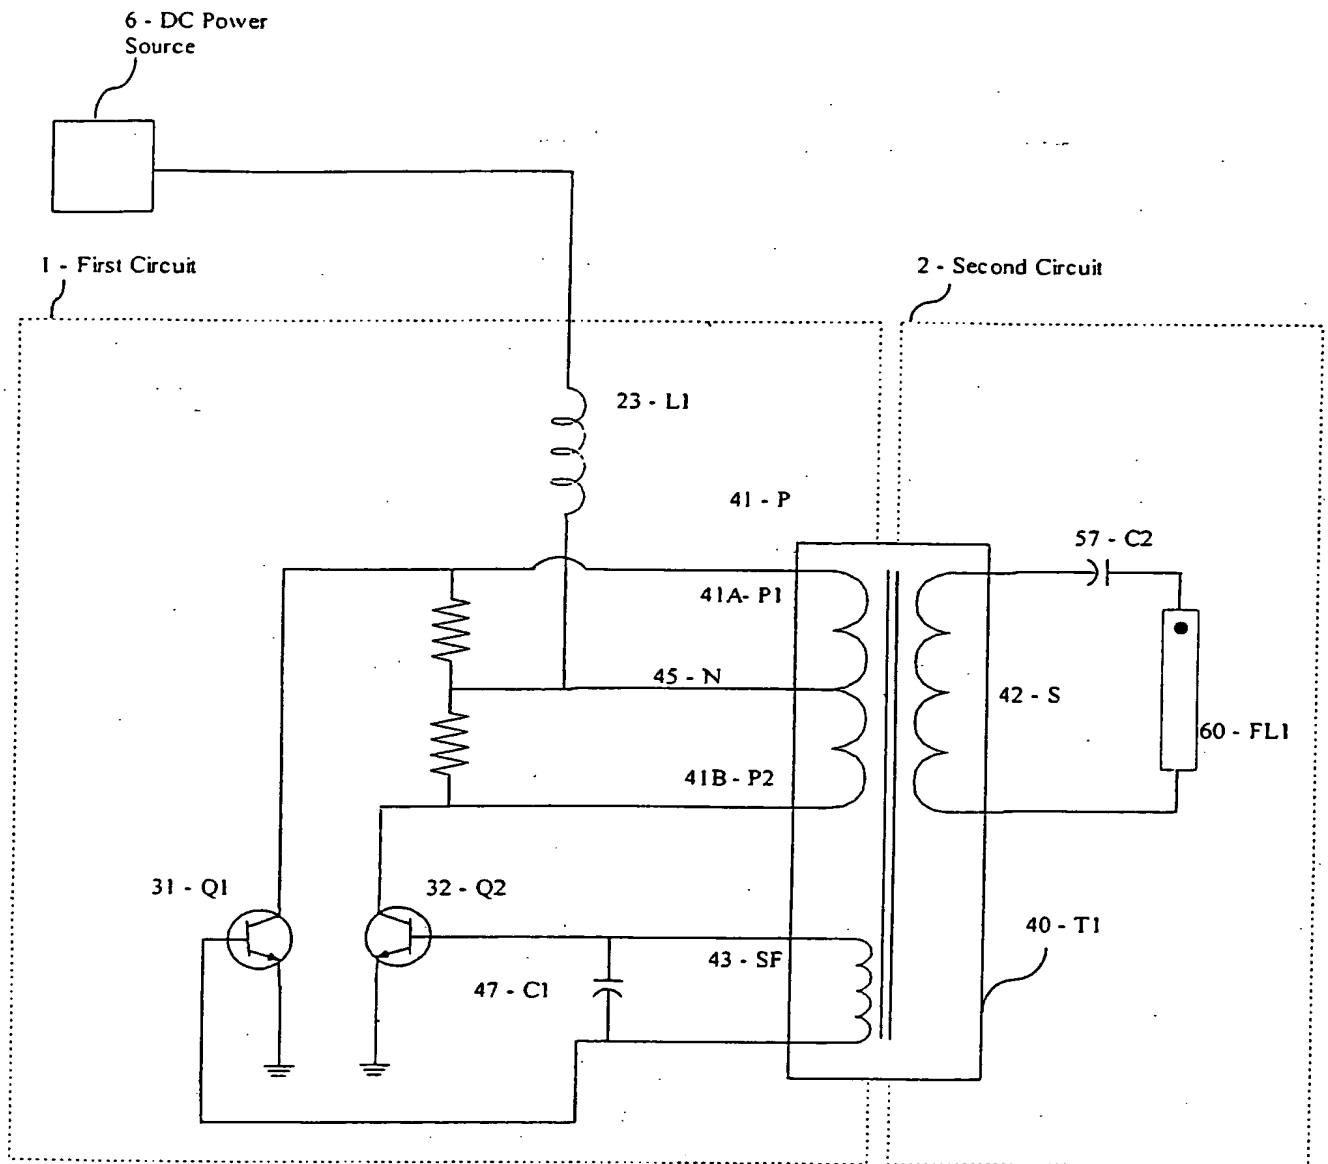 6 - DC Power
Source
1 - First Circuit
2 - Second Circuit
23 - L1
41 - P
57 - C2
41A- P1
45 - N
42 - S
60 - FL1
41B - P2
31 - Q1
32 - Q2
40 - T1
43 - SF
47 - C1